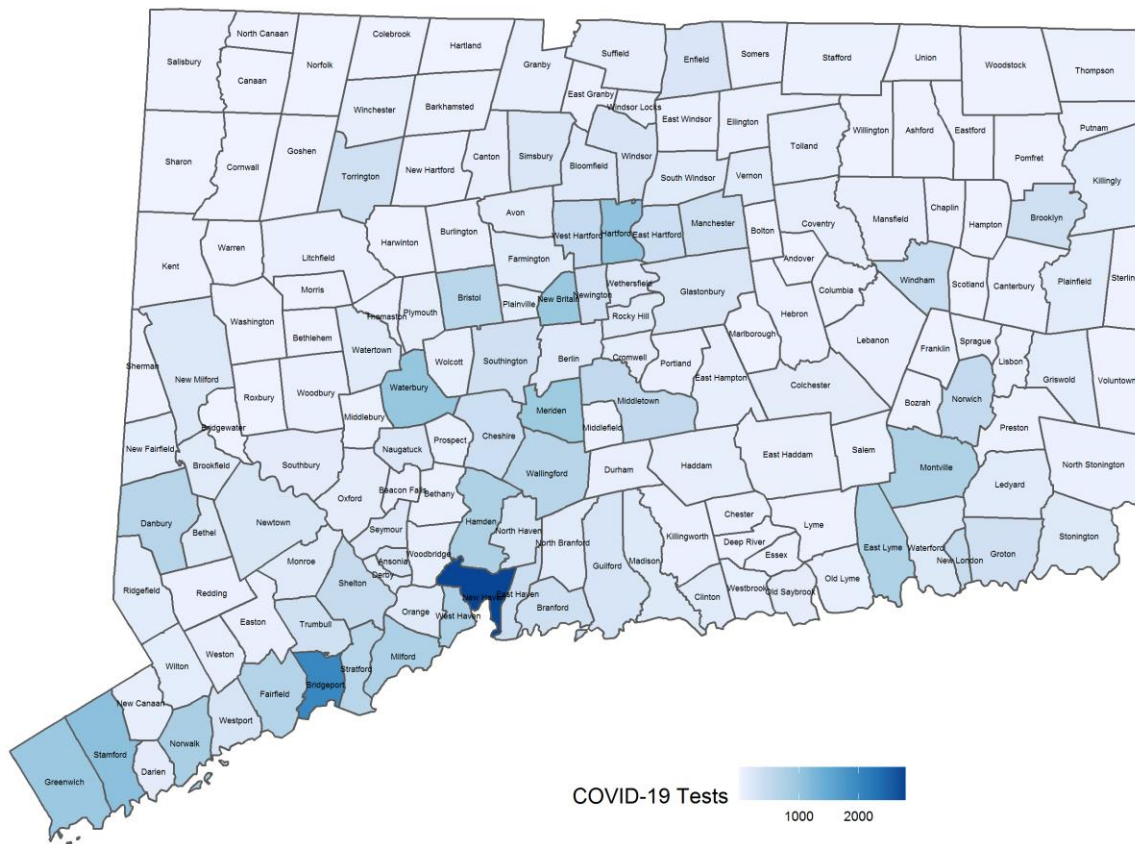 North Canaan
Colebrook
Hartland
Suffield
Enfield
Somers
Stafford
Union
Woodstock
Thompson
Salisbury
Canaan
Norfolk
Granby
East Granby
Windsor Locks
Winchester
Barkhamsted
East Windsor
Ellington
Willington
Ashford
Eastford
Putnam
Sharon
Cornwall
Goshen
Torrington
New Hartford
Canton
Simsbury
Bloomfield
Windsor
South Windsor
Vernon
Tolland
Pomfret
Killingly
Kent
Warren
Litchfield
Harwinton
Burlington
Avon
West Hartford
Hartford
East Hartford
Manchester
Bolton
Coventry
Mansfield
Chaplin
Hampton
Brooklyn
Farmington
Andover
Morris
Thomaston
Plymouth
Bristol
Plainville
New Britain
Newington
Wethersfield
Glastonbury
Columbia
Windham
Scotland
Canterbury
Plainfield
Sterlin
Washington
Bethlehem
Watertown
Wolcott
Southington
Berlin
Rocky Hill
Cromwell
Portland
Marlborough
Hebron
Lebanon
Franklin
Sprague
Lisbon
Griswold
Voluntown
Sherman
New Milford
Roxbury
Woodbury
Waterbury
Middlebury
Meriden
Middletown
Middlefield
East Hampton
Colchester
Bozrah
Norwich
Preston
Bridgewater
New Fairfield
Brookfield
Southbury
Naugatuck
Prospect
Cheshire
Wallingford
Durham
Haddam
East Haddam
Salem
Montville
Ledyard
North Stonington
Danbury
Bethel
Newtown
Oxford
Beacon Falls
Bethany
Seymour
Hamden
North Haven
North Branford
Killingworth
Chester
Deep River
Essex
Lyme
East Lyme
Waterford
New London
Groton
Stonington
Ridgefield
Redding
Monroe
Shelton
Ansonia
Derby
Woodbridge
New Haven
East Haven
Branford
Guilford
Madison
Clinton
Westbrook
Old Saybrook
Old Lyme
Easton
Trumbull
Orange
West Haven
Wilton
Weston
Bridgeport
Stratford
Milford
Fairfield
New Canaan
Westport
Norwalk
Greenwich
Stamford
Darien
COVID-19 Tests
1000
2000